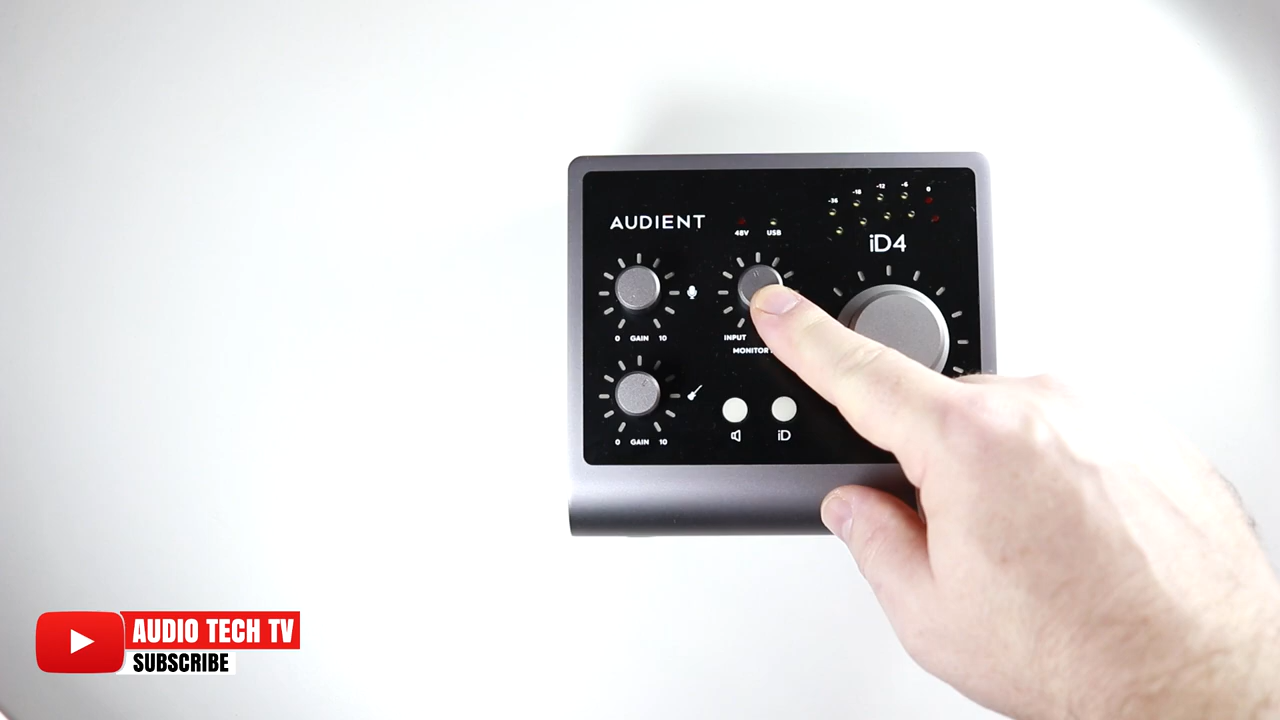 AUDIENT
48V USB
-36 -18 -12 -6 0
iD4
0 GAIN 10
INPUT
MONITOR
0 GAIN 10
iD
AUDIO TECH TV
SUBSCRIBE